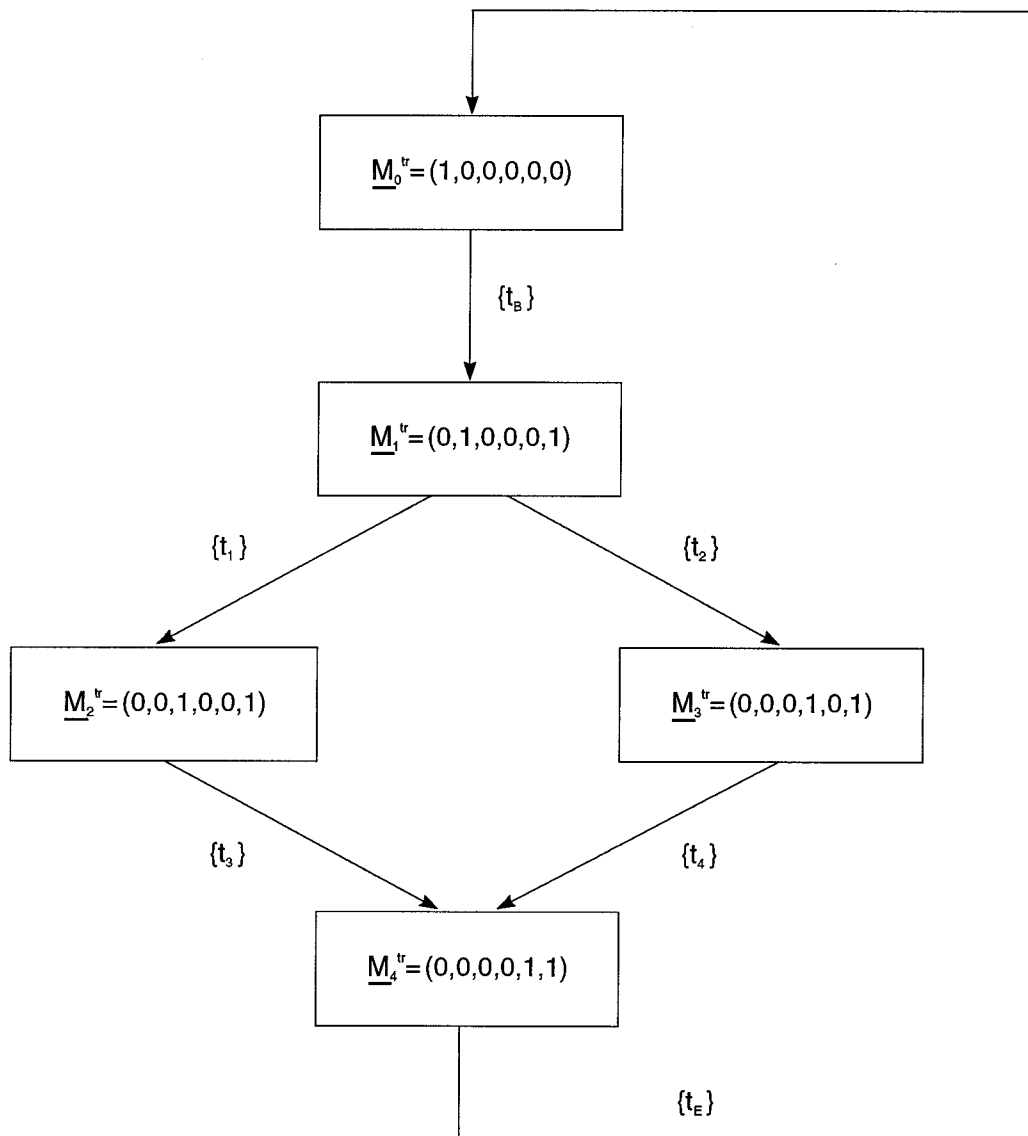 M₀ᵗʳ=(1,0,0,0,0,0)
{t_B}
M₁ᵗʳ=(0,1,0,0,0,1)
{t₁}
{t₂}
M₂ᵗʳ=(0,0,1,0,0,1)
M₃ᵗʳ=(0,0,0,1,0,1)
{t₃}
{t₄}
M₄ᵗʳ=(0,0,0,0,1,1)
{t_E}